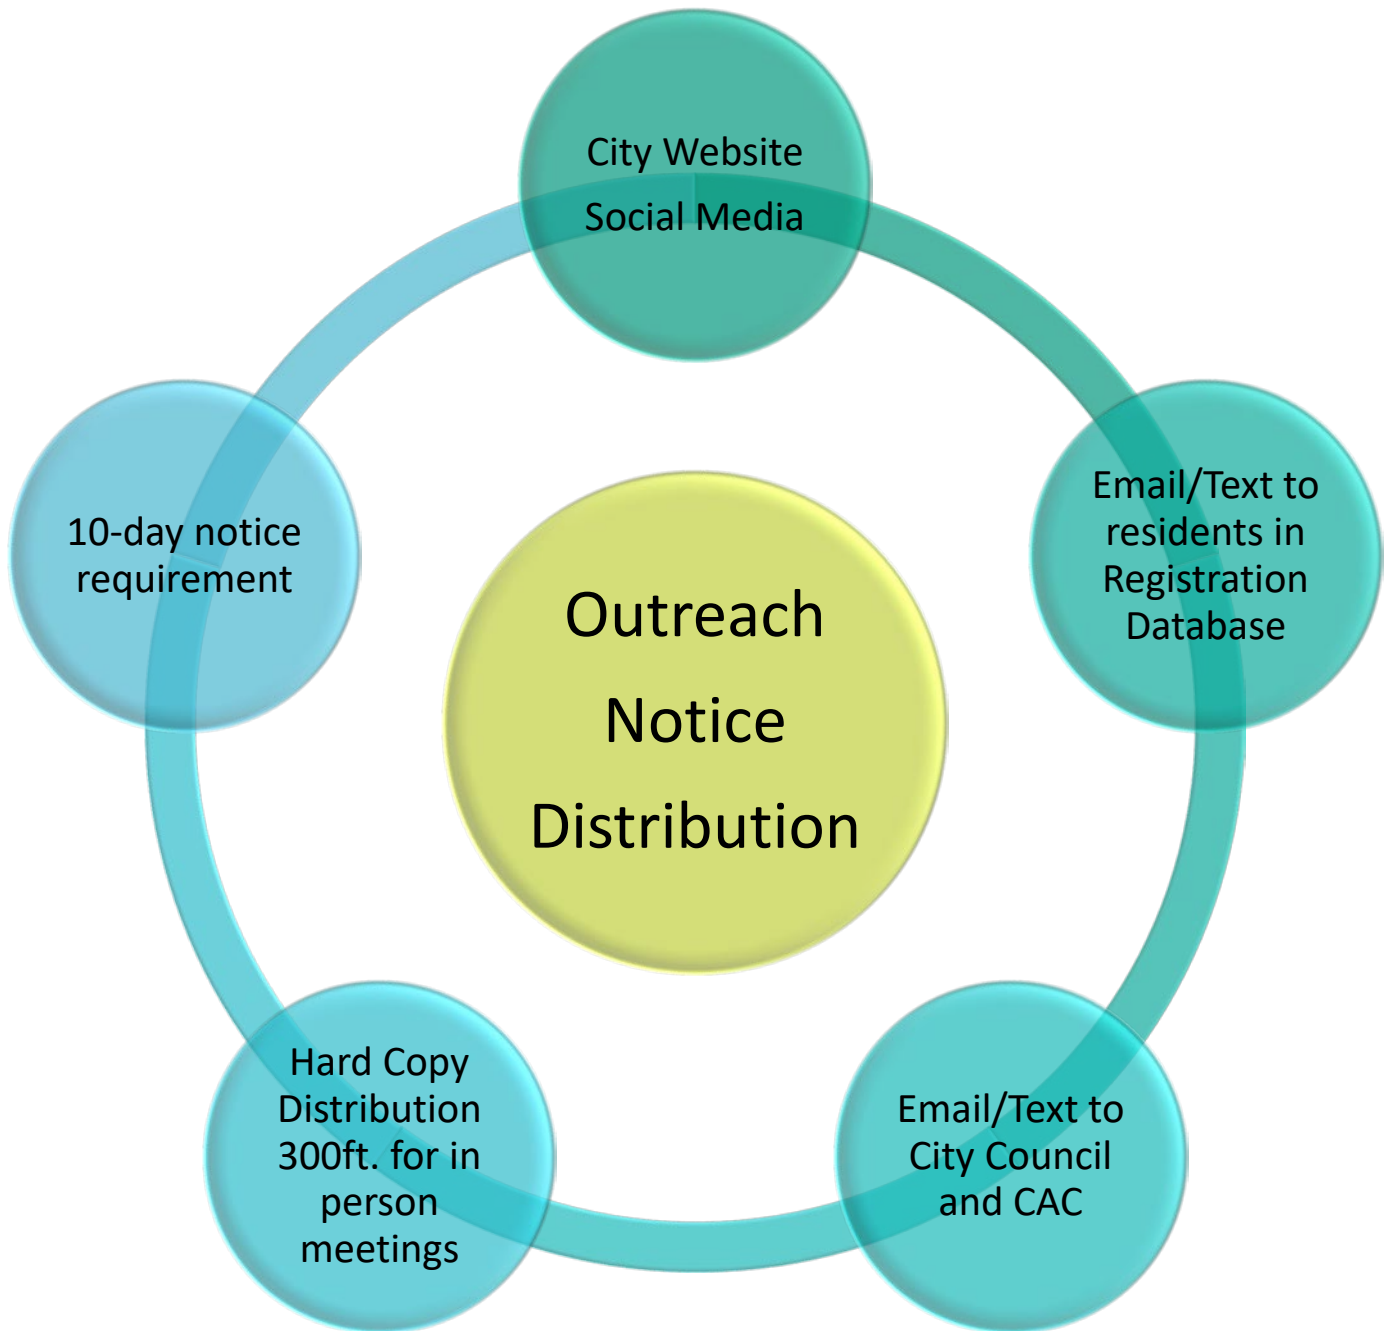 City Website
Social Media
Email/Text to
residents in
Registration
Database
Email/Text to
City Council
and CAC
Hard Copy
Distribution
300ft. for in
person
meetings
10-day notice
requirement
Outreach
Notice
Distribution